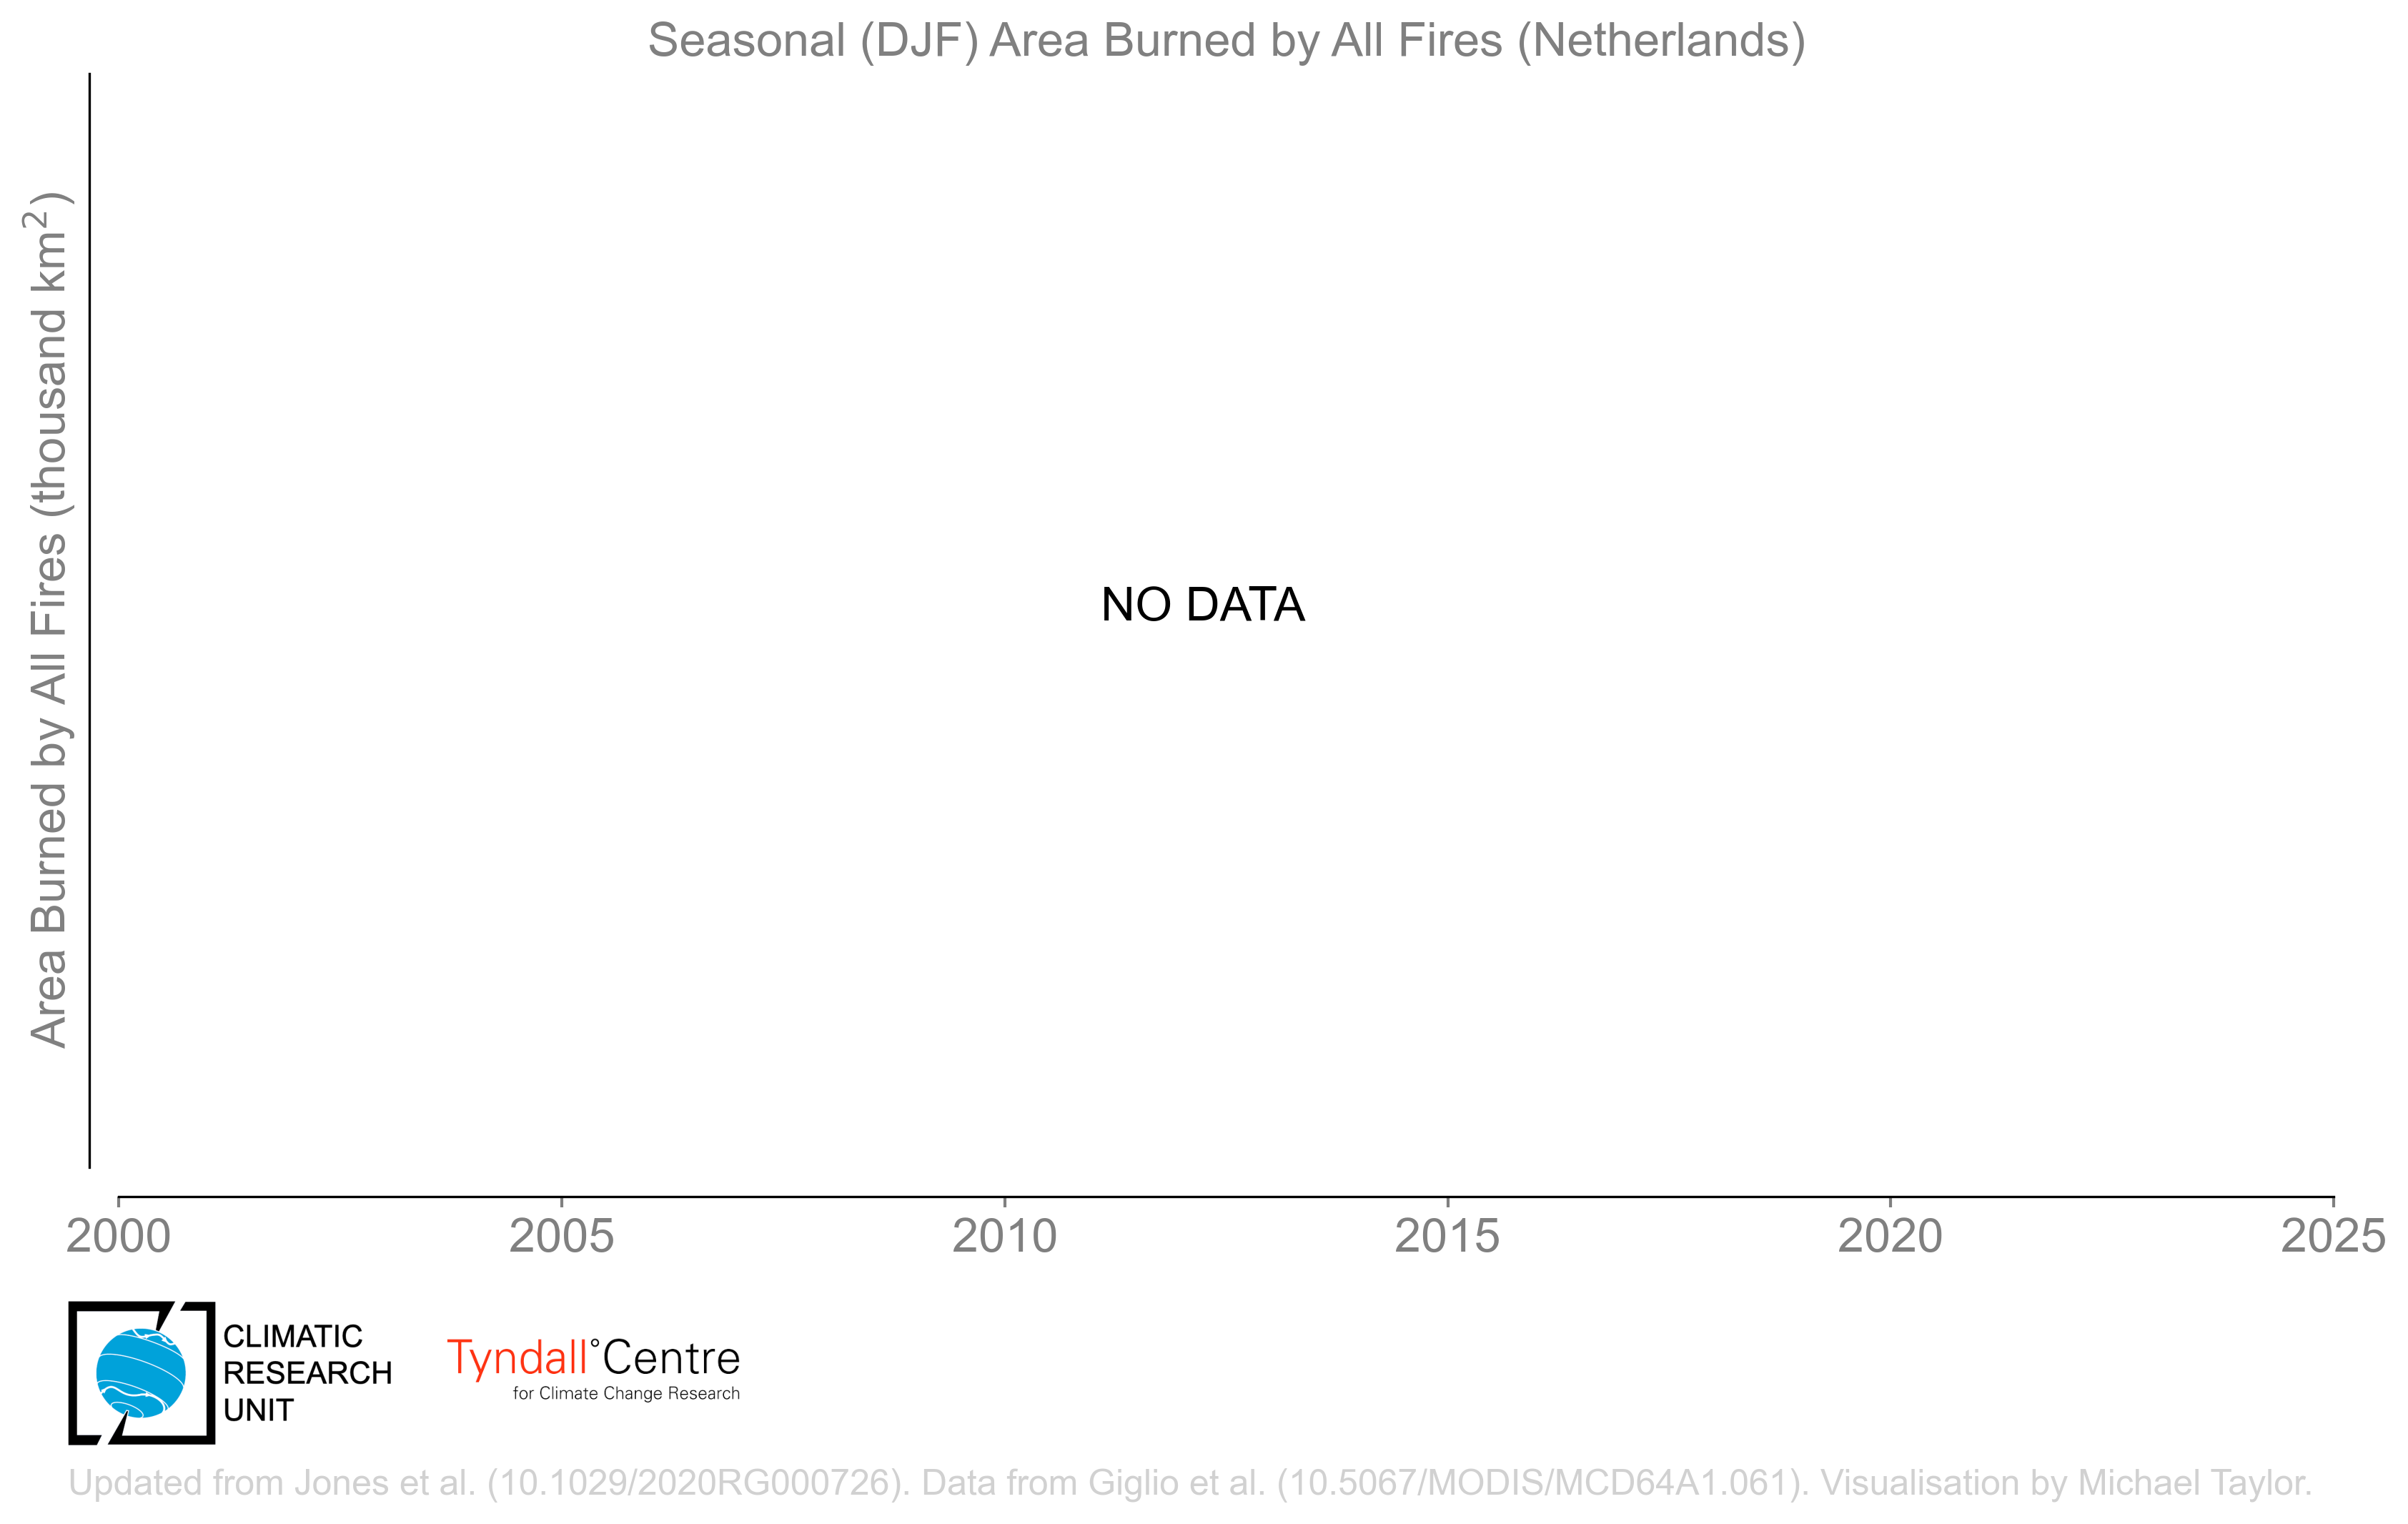 Seasonal (DJF) Area Burned by All Fires (Netherlands)
Area Burned by All Fires (thousand km²)
NO DATA
2000 2005 2010 2015 2020 2025
CLIMATIC
RESEARCH
UNIT
Tyndall°Centre
for Climate Change Research
Updated from Jones et al. (10.1029/2020RG000726). Data from Giglio et al. (10.5067/MODIS/MCD64A1.061). Visualisation by Michael Taylor.